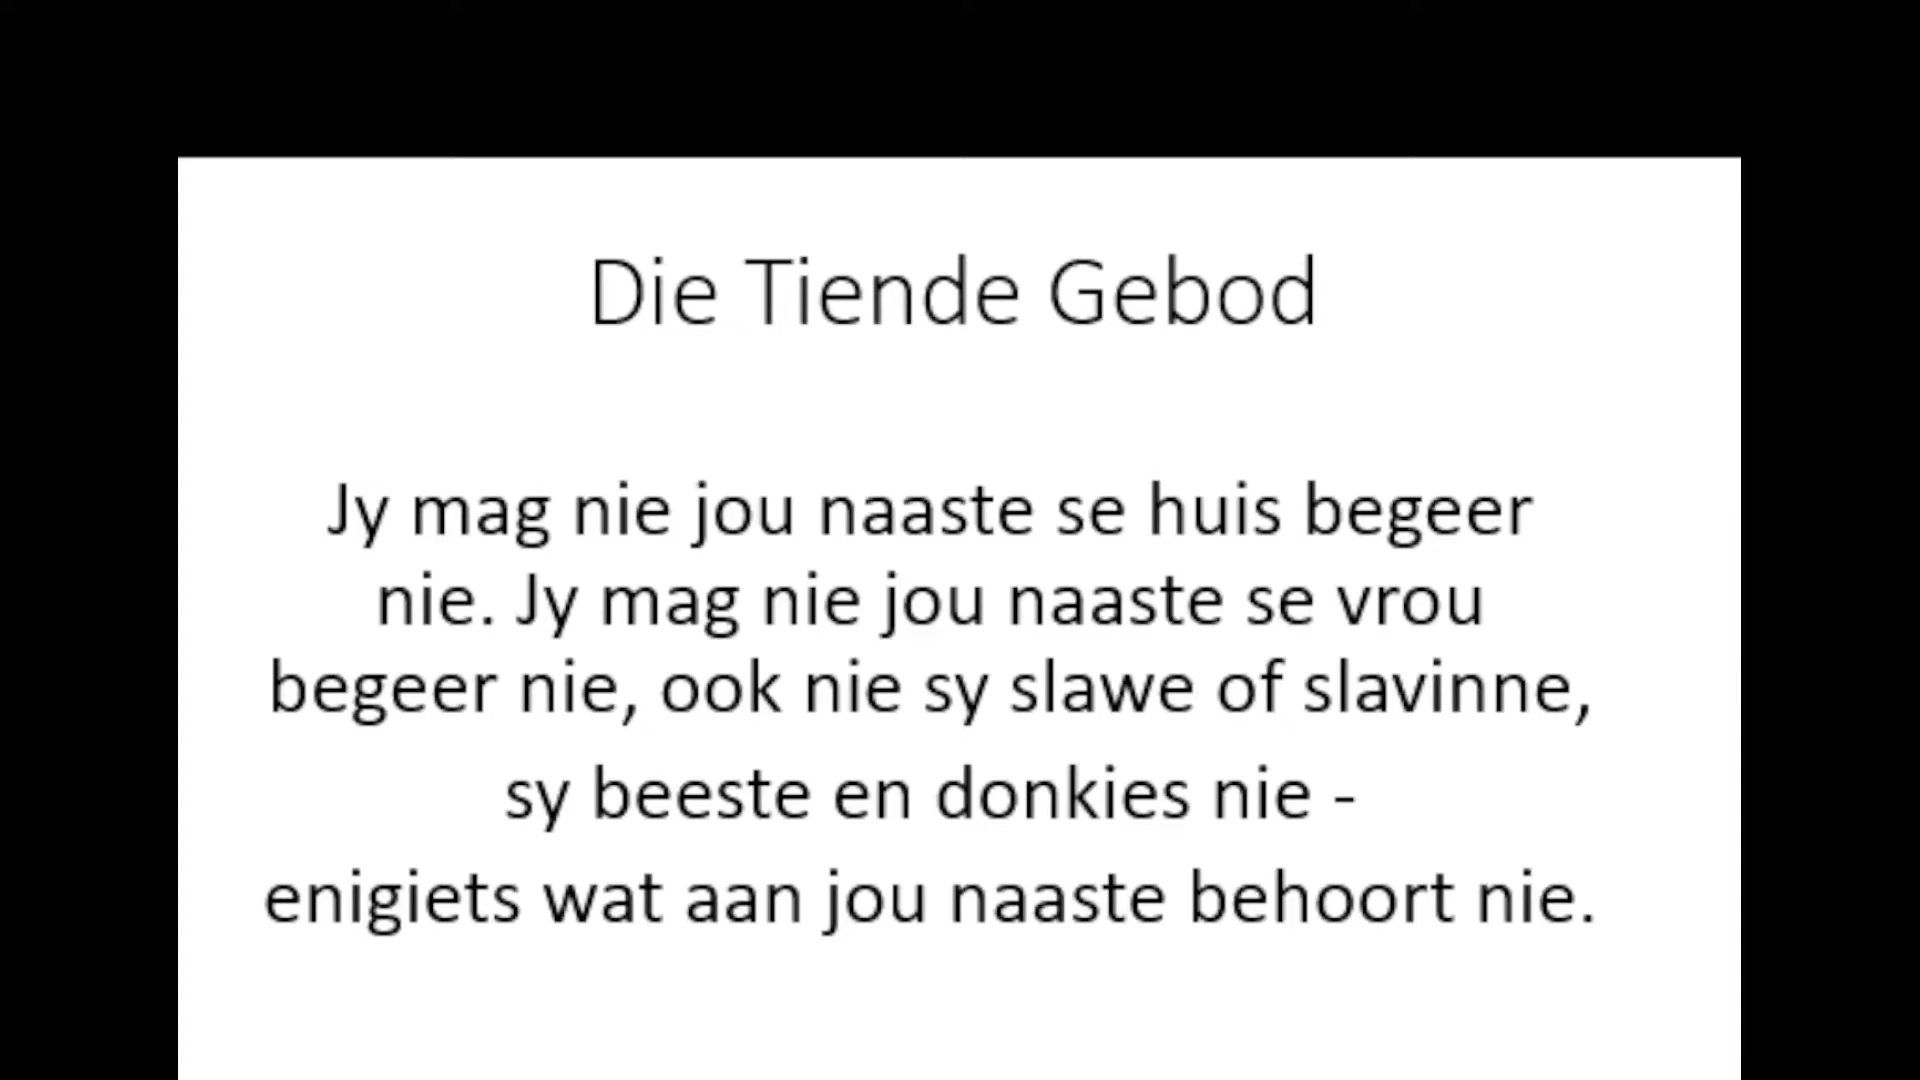 Die Tiende Gebod
Jy mag nie jou naaste se huis begeer
nie. Jy mag nie jou naaste se vrou
begeer nie, ook nie sy slawe of slavinne,
sy beeste en donkies nie -
enigiets wat aan jou naaste behoort nie.